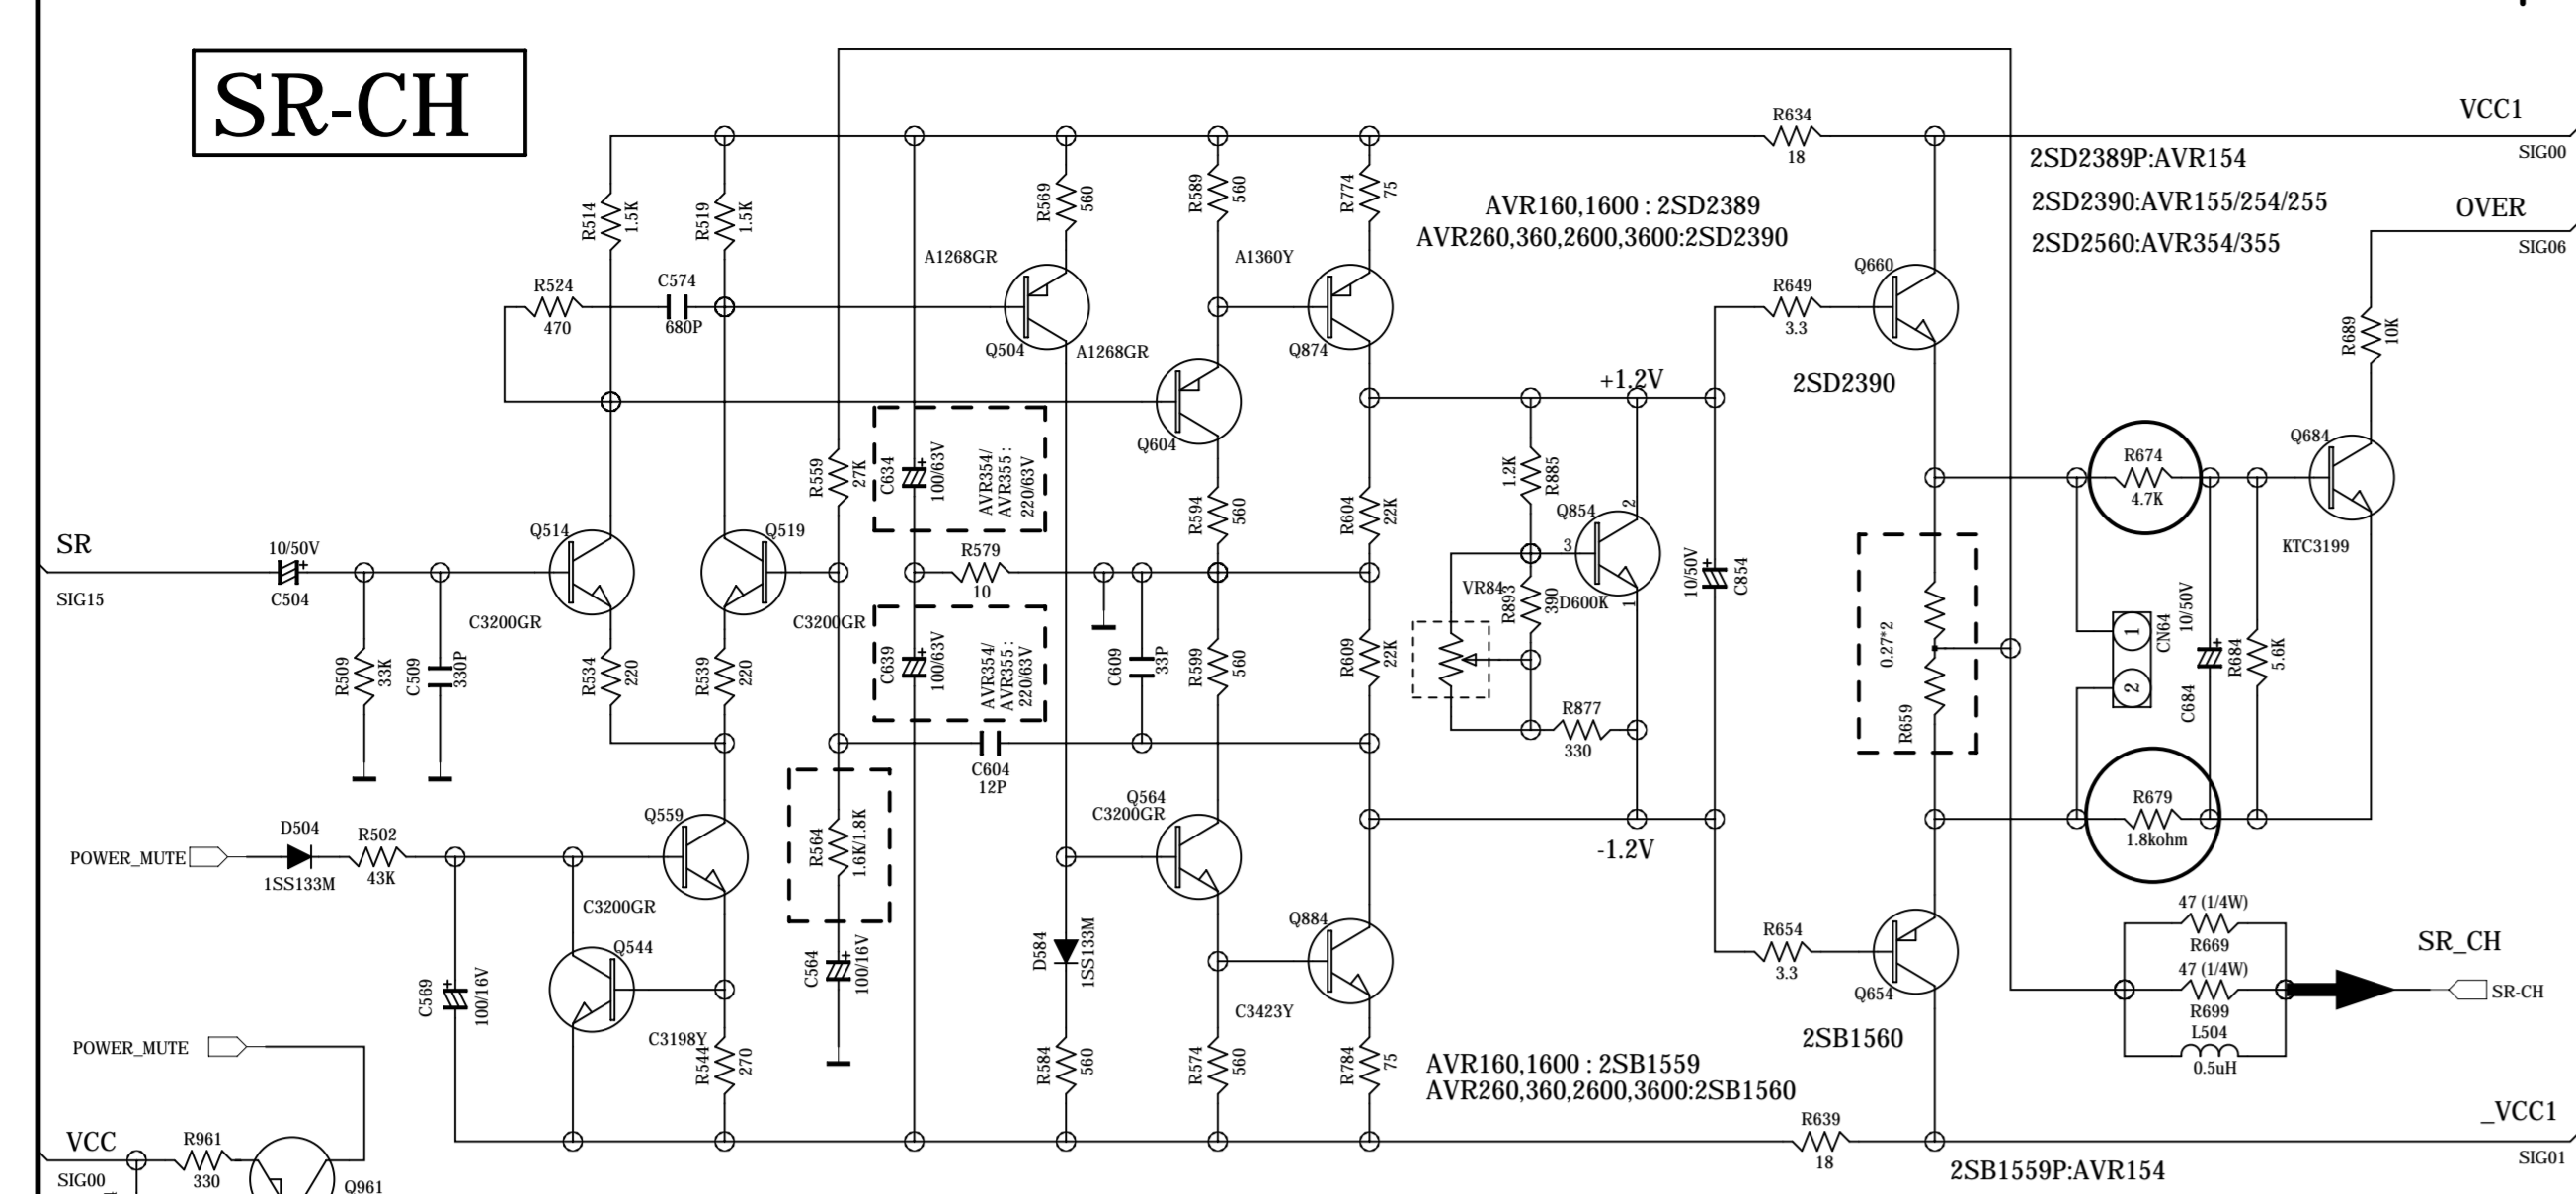 SR-CH
R634
18
VCC1
SIG00
2SD2389P:AVR154
2SD2390:AVR155/254/255
2SD2560:AVR354/355
OVER
SIG06
AVR160,1600 : 2SD2389
AVR260,360,2600,3600:2SD2390
R514
1.5K
R519
1.5K
R569
560
R589
560
R774
75
A1268GR
A1360Y
Q660
R524
470
C574
680P
Q504
A1268GR
Q874
R649
3.3
R689
10K
+1.2V
2SD2390
Q604
R559
27K
C634
100/63V
AVR354/
AVR355 :
220/63V
R594
560
R604
22K
1.2K
R885
Q854
2
3
1
R674
4.7K
Q684
KTC3199
SR
SIG15
10/50V
C504
Q514
Q519
C3200GR
C3200GR
R579
10
VR84
R893
390
D600K
10/50V
C854
0.27*2
R659
CN64
1
2
10/50V
C684
R684
5.6K
R509
33K
C509
330P
R534
220
R539
220
C639
100/63V
AVR354/
AVR355 :
220/63V
C609
33P
R599
560
R609
22K
R877
330
C604
12P
Q564
C3200GR
-1.2V
R679
1.8kohm
POWER_MUTE
D504
1SS133M
R502
43K
Q559
R564
1.6K/1.8K
C3200GR
Q544
C569
100/16V
C3198Y
R544
270
C564
100/16V
D584
1SS133M
Q884
C3423Y
R654
3.3
Q654
2SB1560
47 (1/4W)
R669
47 (1/4W)
R699
L504
0.5uH
SR_CH
SR-CH
POWER_MUTE
R584
560
R574
560
R784
75
AVR160,1600 : 2SB1559
AVR260,360,2600,3600:2SB1560
R639
18
_VCC1
SIG01
VCC
SIG00
R961
330
Q961
2SB1559P:AVR154